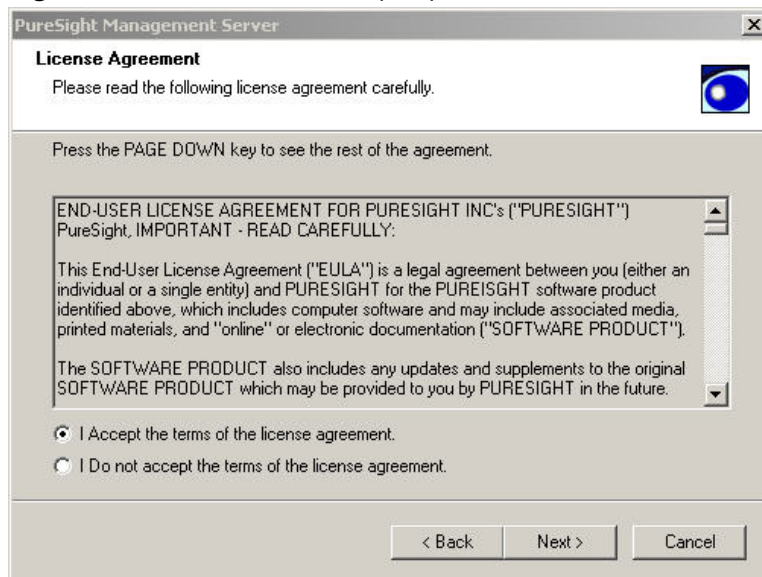 PureSight Management Server
License Agreement
Please read the following license agreement carefully.
Press the PAGE DOWN key to see the rest of the agreement.
END-USER LICENSE AGREEMENT FOR PURESIGHT INC's ("PURESIGHT")
PureSight, IMPORTANT - READ CAREFULLY:
This End-User License Agreement ("EULA") is a legal agreement between you (either an
individual or a single entity) and PURESIGHT for the PUREISGHT software product
identified above, which includes computer software and may include associated media,
printed materials, and "online" or electronic documentation ("SOFTWARE PRODUCT").
The SOFTWARE PRODUCT also includes any updates and supplements to the original
SOFTWARE PRODUCT which may be provided to you by PURESIGHT in the future.
I Accept the terms of the license agreement.
I Do not accept the terms of the license agreement.
< Back Next > Cancel